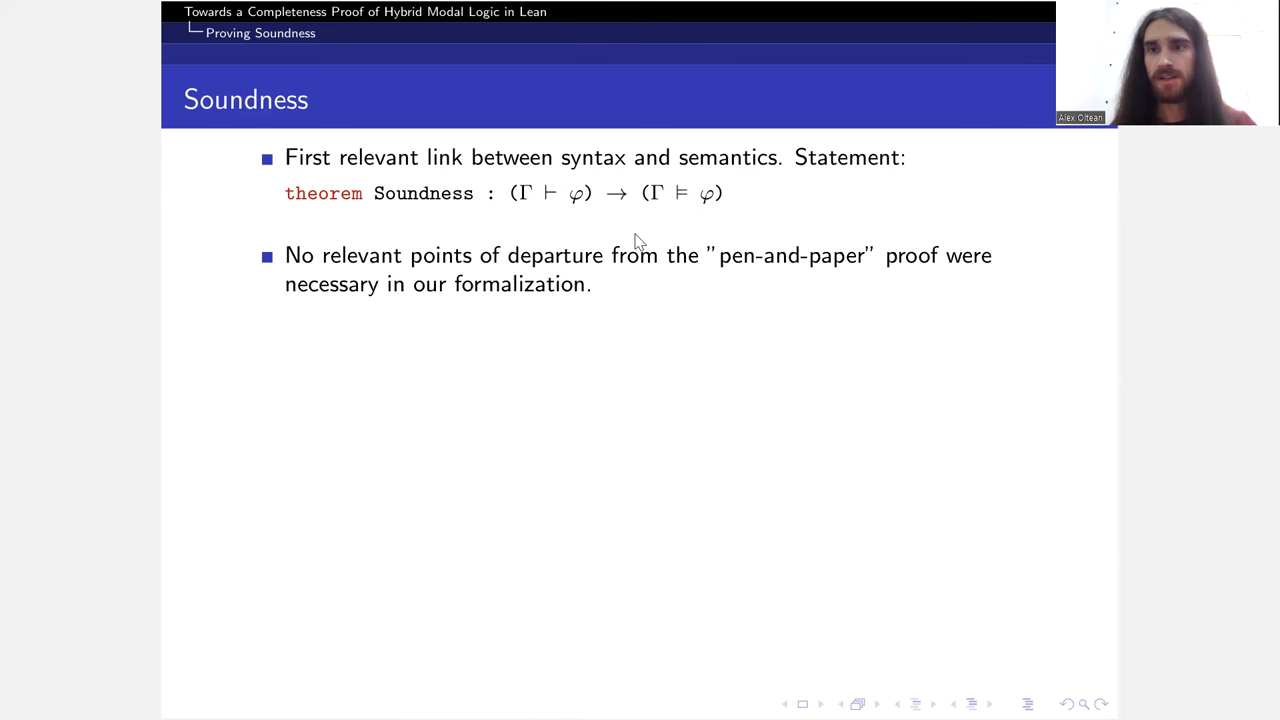 Towards a Completeness Proof of Hybrid Modal Logic in Lean
Proving Soundness
Soundness
First relevant link between syntax and semantics. Statement:
theorem Soundness : (Γ ⊢ φ) → (Γ ⊨ φ)
No relevant points of departure from the ”pen-and-paper” proof were
necessary in our formalization.
Alex Oltean